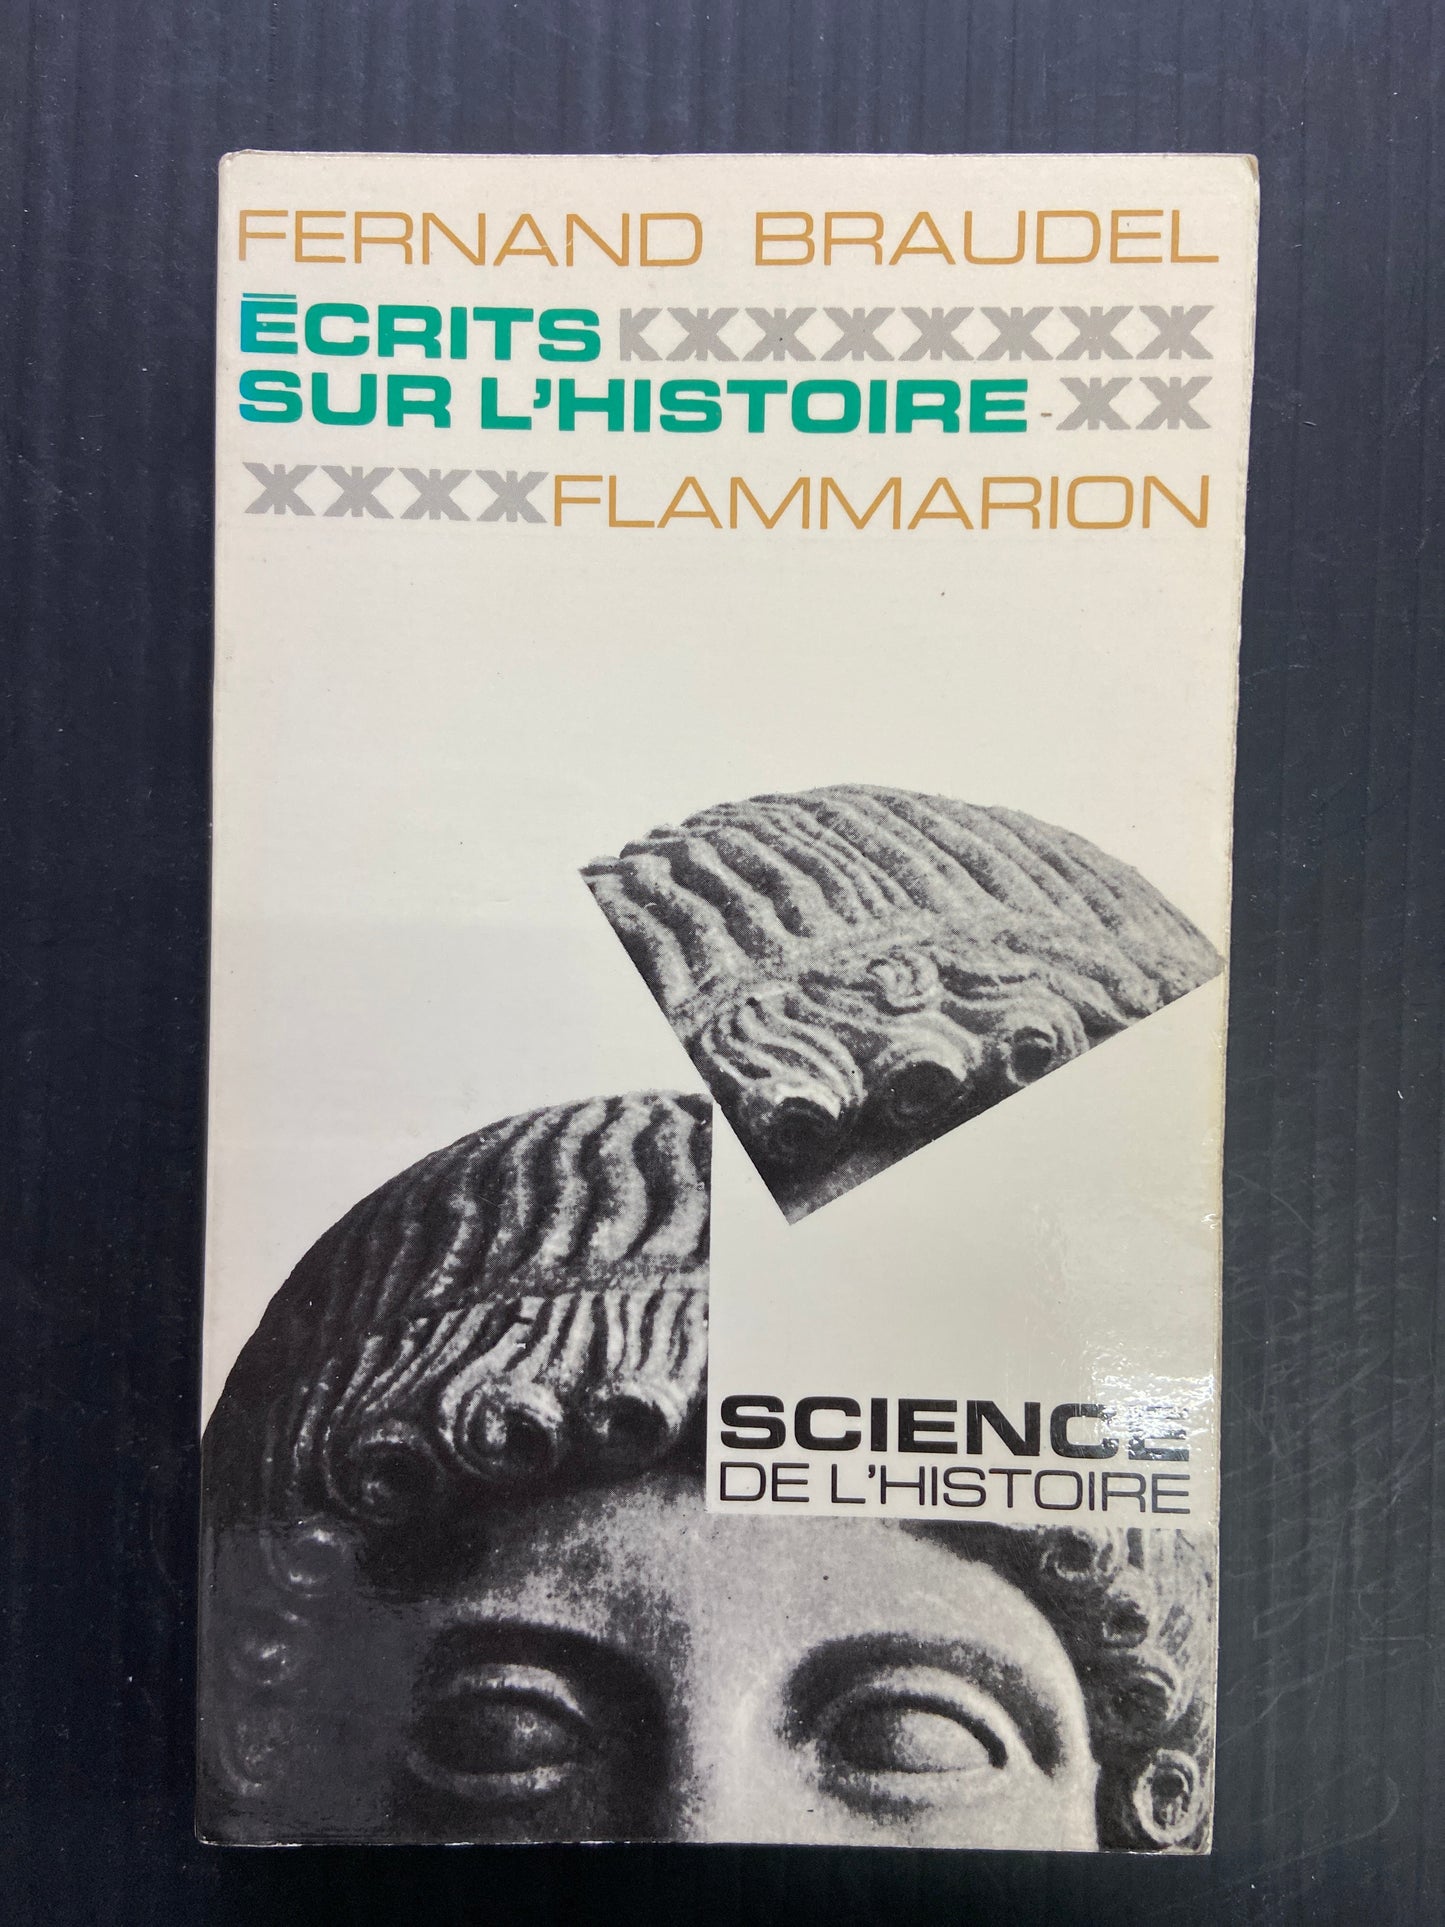 FERNAND BRAUDEL
ÉCRITS
SUR L'HISTOIRE
FLAMMARION
SCIENCE
DE L'HISTOIRE